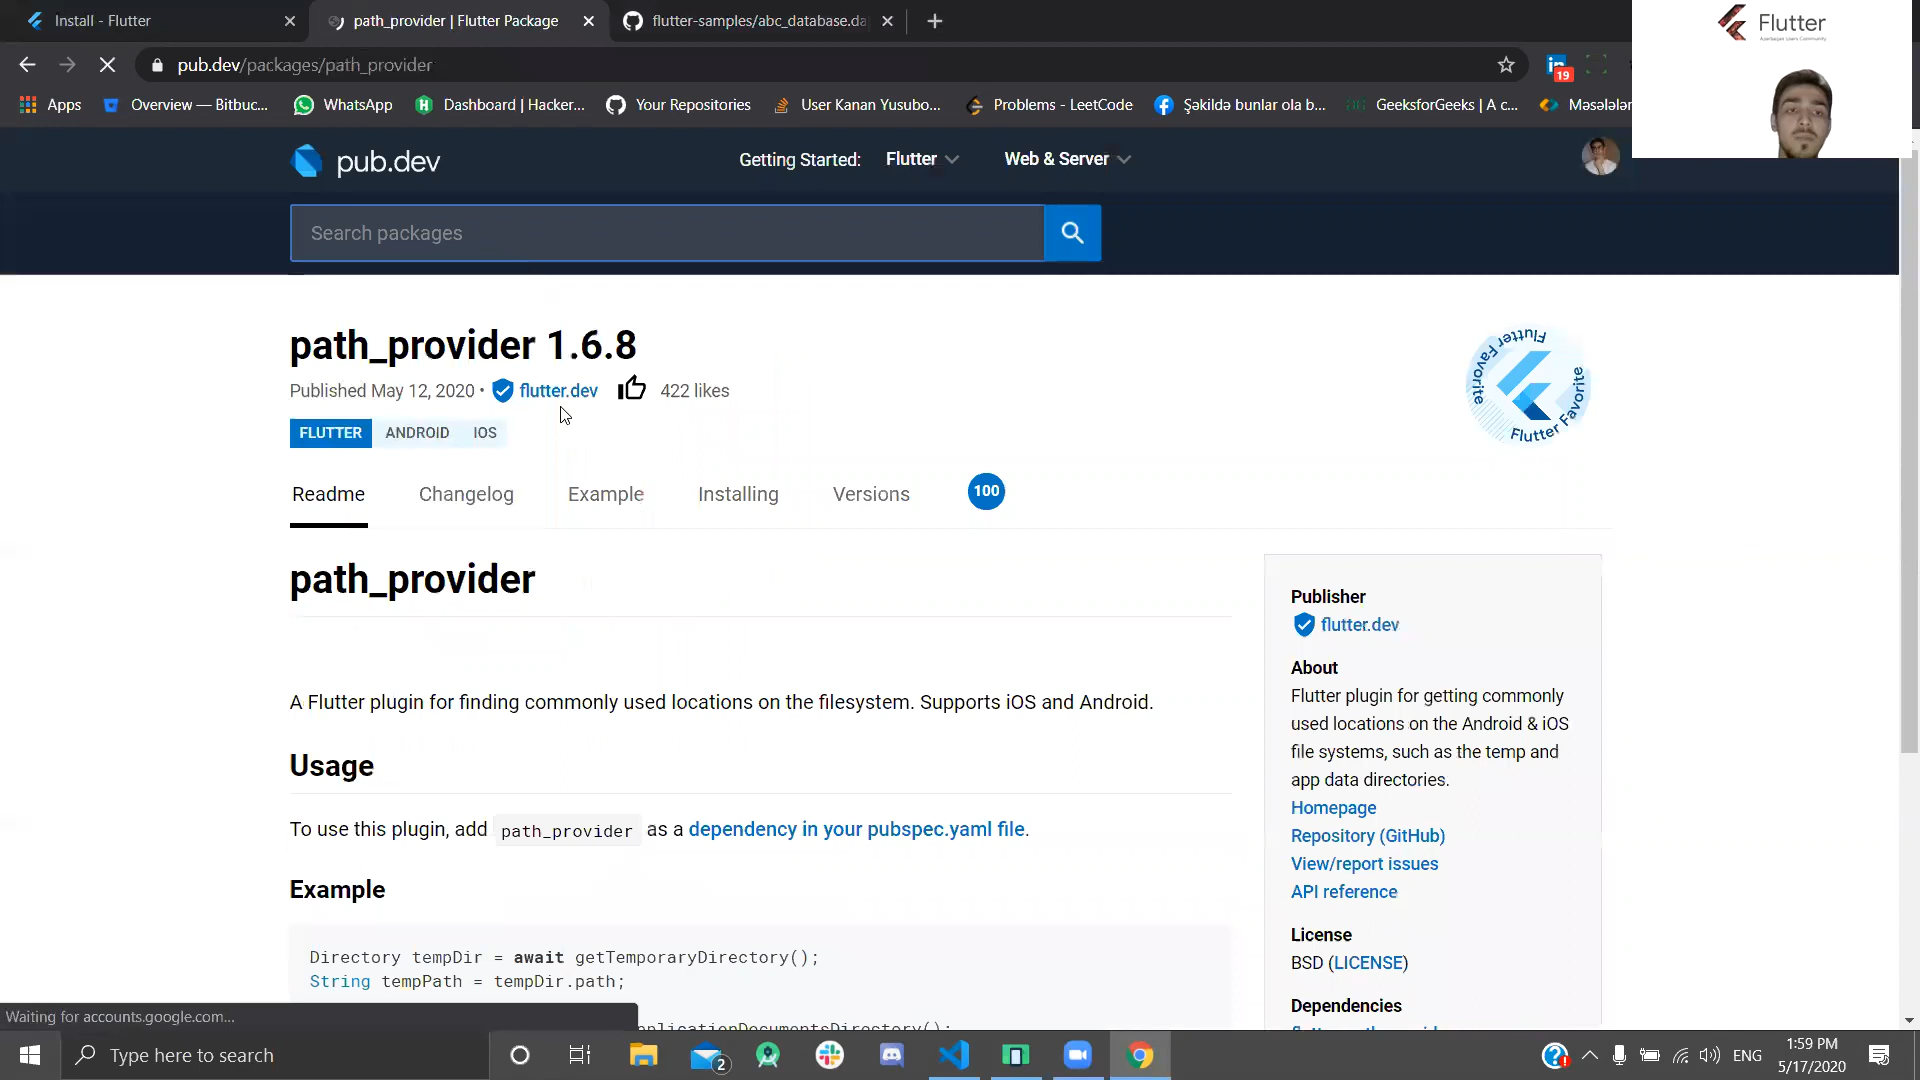 Install - Flutter
path_provider | Flutter Package
flutter-samples/abc_database.da
Flutter
pub.dev/packages/path_provider
19
Apps
Overview — Bitbuc...
WhatsApp
Dashboard | Hacker...
Your Repositories
User Kanan Yusubo...
Problems - LeetCode
Şəkildə bunlar ola b...
GeeksforGeeks | A c...
Məsələlər
pub.dev
Getting Started:
Flutter
Web & Server
Search packages
path_provider 1.6.8
Published May 12, 2020 • flutter.dev 422 likes
FLUTTER ANDROID IOS
Flutter Favorite
Flutter Favorite
Readme
Changelog
Example
Installing
Versions
100
path_provider
A Flutter plugin for finding commonly used locations on the filesystem. Supports iOS and Android.
Usage
To use this plugin, add path_provider as a dependency in your pubspec.yaml file.
Example
Directory tempDir = await getTemporaryDirectory();
String tempPath = tempDir.path;
pplicationDocumentsDirectory();
Publisher
flutter.dev
About
Flutter plugin for getting commonly
used locations on the Android & iOS
file systems, such as the temp and
app data directories.
Homepage
Repository (GitHub)
View/report issues
API reference
License
BSD (LICENSE)
Dependencies
Waiting for accounts.google.com...
Type here to search
2
ENG
1:59 PM
5/17/2020